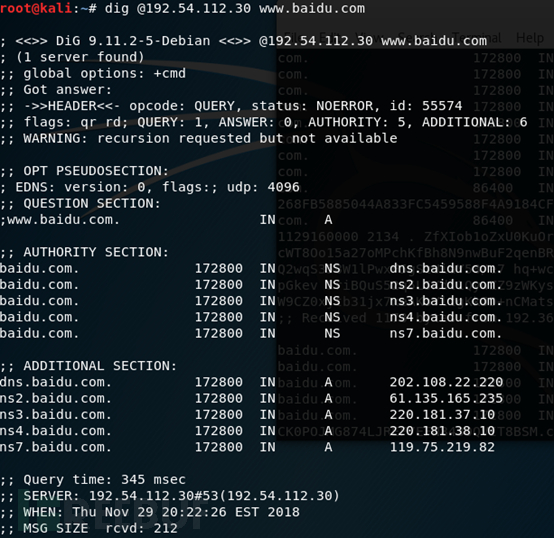 root@kali:~# dig @192.54.112.30 www.baidu.com

; <<>> DiG 9.11.2-5-Debian <<>> @192.54.112.30 www.baidu.com
; (1 server found)
;; global options: +cmd
;; Got answer:
;; ->>HEADER<<- opcode: QUERY, status: NOERROR, id: 55574
;; flags: qr rd; QUERY: 1, ANSWER: 0, AUTHORITY: 5, ADDITIONAL: 6
;; WARNING: recursion requested but not available

;; OPT PSEUDOSECTION:
; EDNS: version: 0, flags:; udp: 4096
;; QUESTION SECTION:
;www.baidu.com. IN A

;; AUTHORITY SECTION:
baidu.com. 172800 IN NS dns.baidu.com.
baidu.com. 172800 IN NS ns2.baidu.com.
baidu.com. 172800 IN NS ns3.baidu.com.
baidu.com. 172800 IN NS ns4.baidu.com.
baidu.com. 172800 IN NS ns7.baidu.com.

;; ADDITIONAL SECTION:
dns.baidu.com. 172800 IN A 202.108.22.220
ns2.baidu.com. 172800 IN A 61.135.165.235
ns3.baidu.com. 172800 IN A 220.181.37.10
ns4.baidu.com. 172800 IN A 220.181.38.10
ns7.baidu.com. 172800 IN A 119.75.219.82

;; Query time: 345 msec
;; SERVER: 192.54.112.30#53(192.54.112.30)
;; WHEN: Thu Nov 29 20:22:26 EST 2018
;; MSG SIZE rcvd: 212